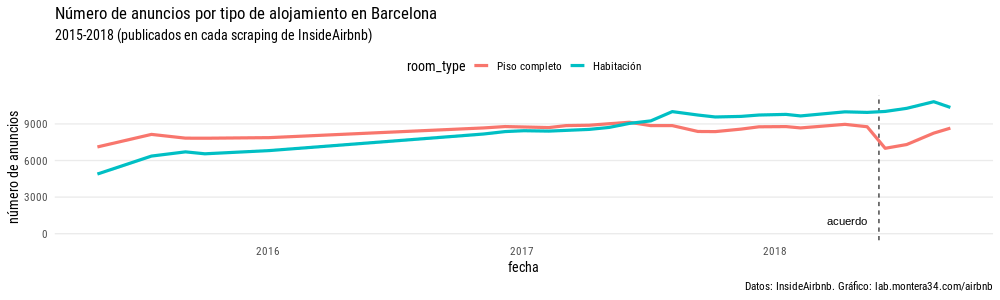 Número de anuncios por tipo de alojamiento en Barcelona
2015-2018 (publicados en cada scraping de InsideAirbnb)
room_type Piso completo Habitación
número de anuncios
9000
6000
3000
0
acuerdo
2016 2017 2018
fecha
Datos: InsideAirbnb. Gráfico: lab.montera34.com/airbnb